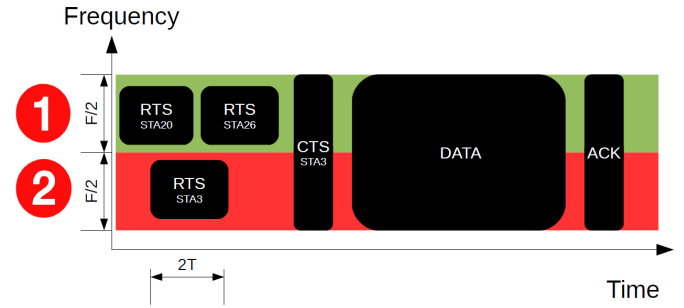 Frequency
1
F/2
RTS
STA20
RTS
STA26
CTS
STA3
DATA
ACK
2
F/2
RTS
STA3
2T
Time